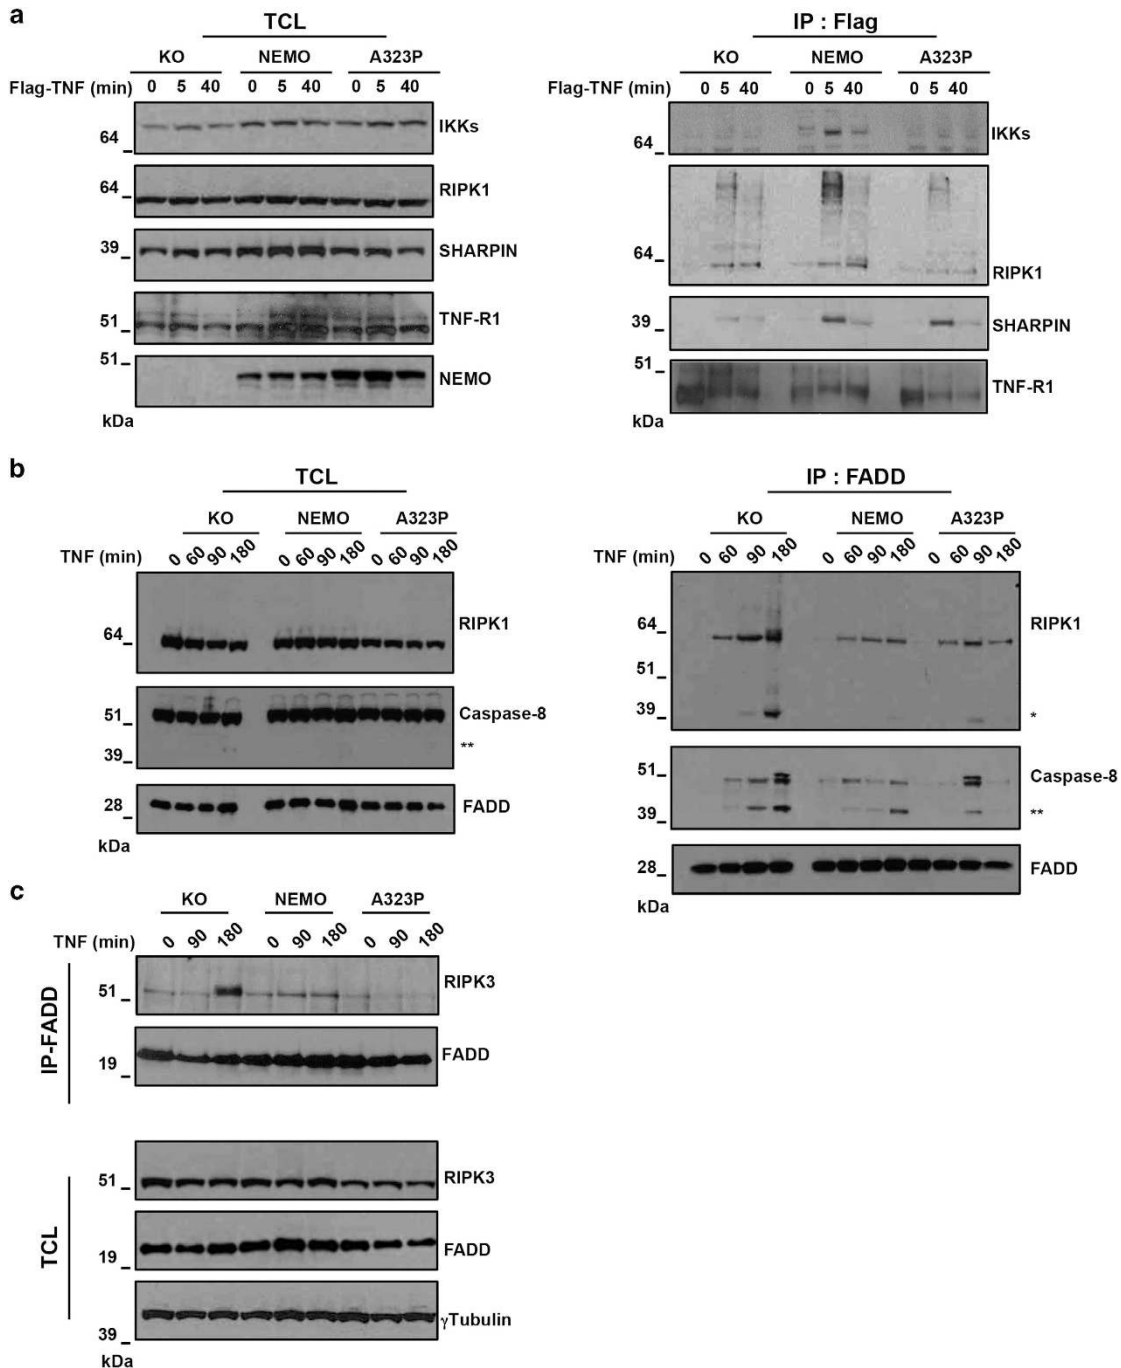 a
TCL
KO NEMO A323P
Flag-TNF (min) 0 5 40 0 5 40 0 5 40
64 IKKs
64 RIPK1
39 SHARPIN
51 TNF-R1
51 NEMO
kDa
IP : Flag
KO NEMO A323P
Flag-TNF (min) 0 5 40 0 5 40 0 5 40
64 IKKs
64 RIPK1
39 SHARPIN
51 TNF-R1
kDa
b
TCL
KO NEMO A323P
TNF (min) 0 60 90 180 0 60 90 180 0 60 90 180
64 RIPK1
51 Caspase-8
39 **
28 FADD
kDa
IP : FADD
KO NEMO A323P
TNF (min) 0 60 90 180 0 60 90 180 0 60 90 180
64 RIPK1
51
39 *
51 Caspase-8
39 **
28 FADD
kDa
c
KO NEMO A323P
TNF (min) 0 90 180 0 90 180 0 90 180
IP-FADD
51 RIPK3
19 FADD
TCL
51 RIPK3
19 FADD
39 γTubulin
kDa